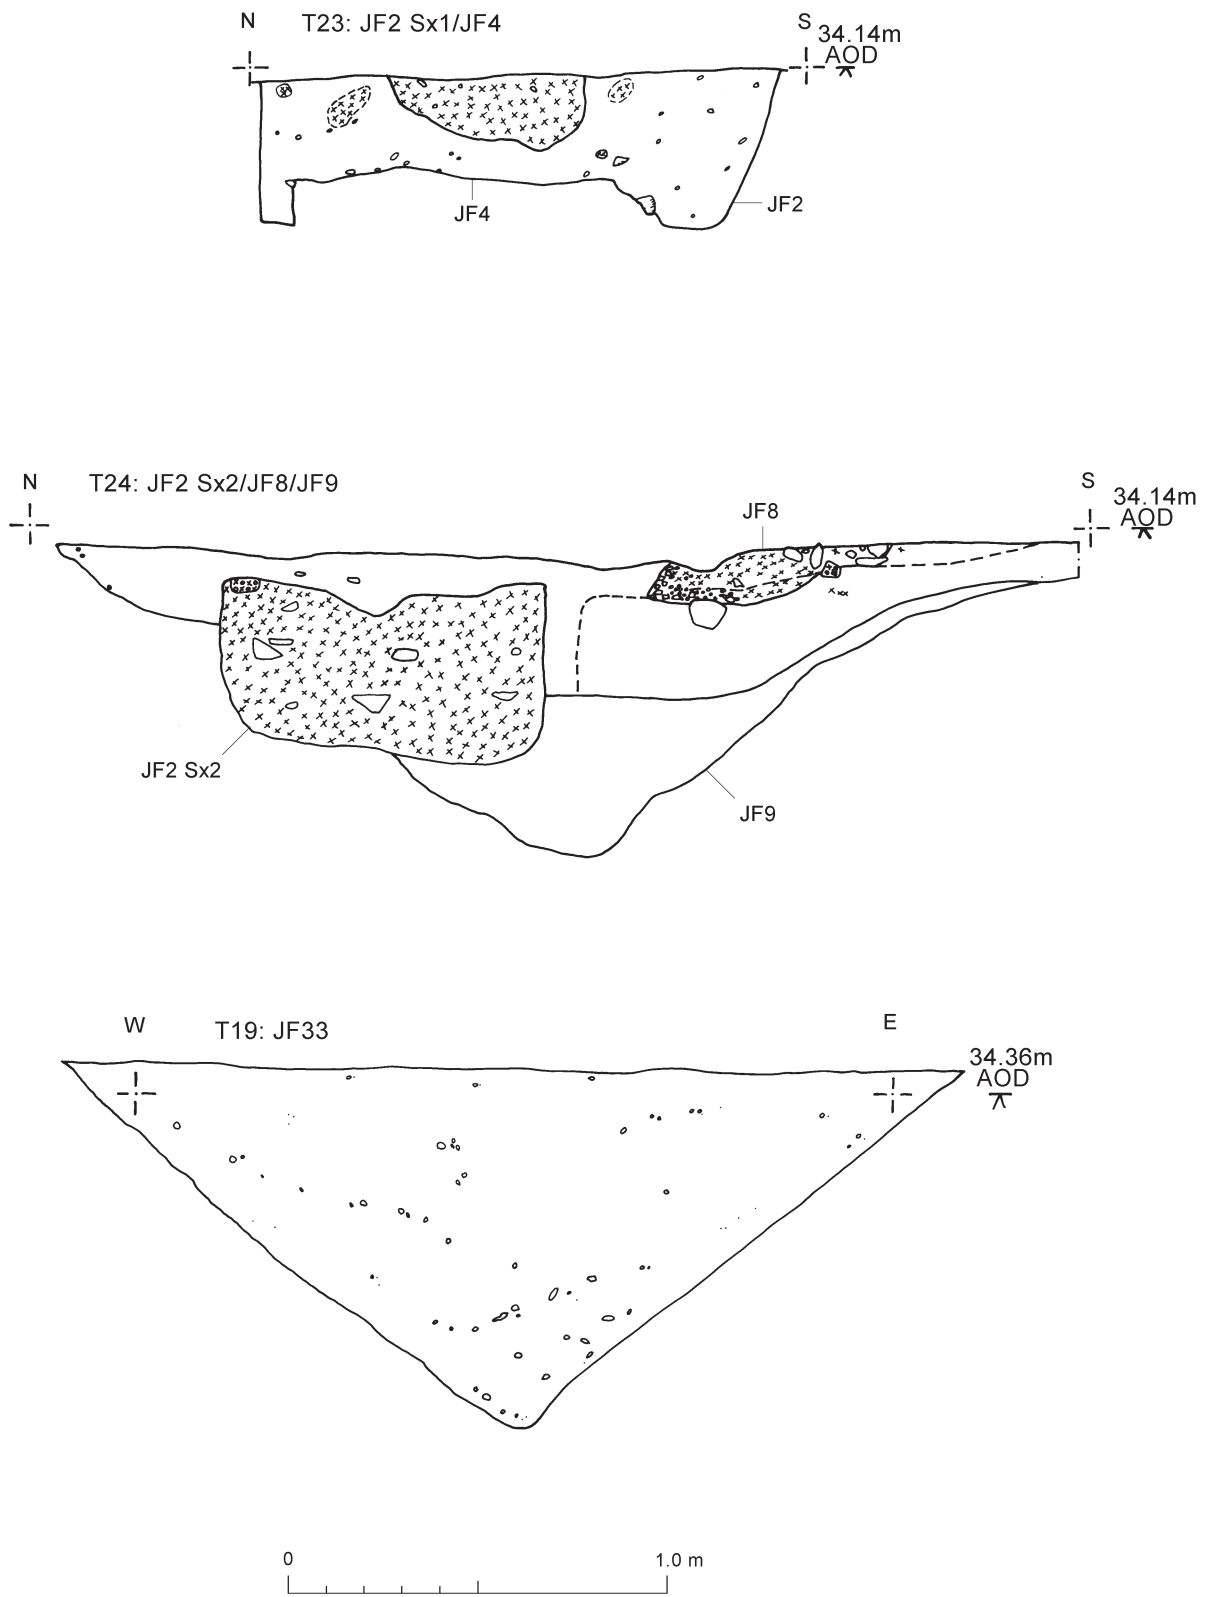 N T23: JF2 Sx1/JF4 S
34.14m
AOD
JF4
JF2
N T24: JF2 Sx2/JF8/JF9 S
34.14m
AOD
JF8
JF2 Sx2
JF9
W T19: JF33 E
34.36m
AOD
0 1.0 m